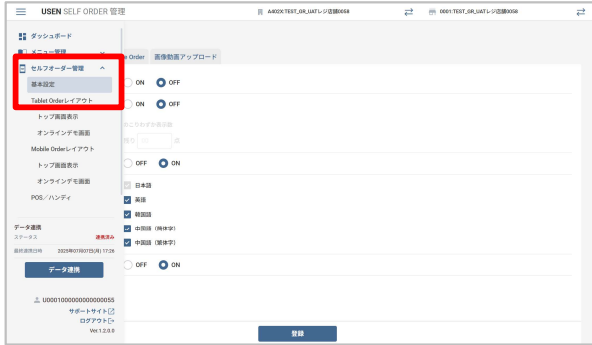 USEN SELF ORDER 管理
A402X:TEST_GR_UATレジ店舗0058
0001:TEST_GR_UATレジ店舗0058
ダッシュボード
メニュー管理
セルフオーダー管理
基本設定
Tablet Orderレイアウト
トップ画面表示
オンラインデモ画面
Mobile Orderレイアウト
トップ画面表示
オンラインデモ画面
POS/ハンディ
データ連携
ステータス 連携済み
最終連携日時 2025年07月07日(月) 17:26
データ連携
U0001000000000000055
サポートサイト
ログアウト
Ver.1.2.0.0
Order 画像動画アップロード
ON OFF
ON OFF
OFF ON
日本語
英語
韓国語
中国語 (簡体字)
中国語 (繁体字)
OFF ON
登録